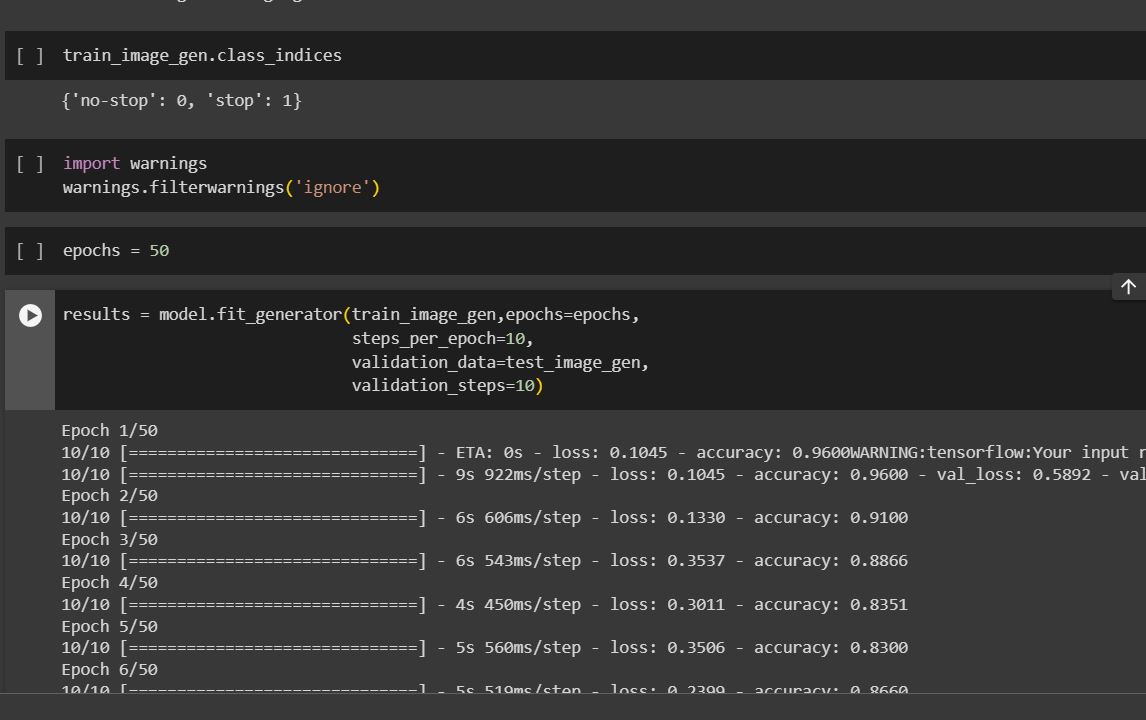 [ ] train_image_gen.class_indices
{'no-stop': 0, 'stop': 1}
[ ] import warnings
warnings.filterwarnings('ignore')
[ ] epochs = 50
results = model.fit_generator(train_image_gen,epochs=epochs,
steps_per_epoch=10,
validation_data=test_image_gen,
validation_steps=10)
Epoch 1/50
10/10 [==============================] - ETA: 0s - loss: 0.1045 - accuracy: 0.9600WARNING:tensorflow:Your input r
10/10 [==============================] - 9s 922ms/step - loss: 0.1045 - accuracy: 0.9600 - val_loss: 0.5892 - val
Epoch 2/50
10/10 [==============================] - 6s 606ms/step - loss: 0.1330 - accuracy: 0.9100
Epoch 3/50
10/10 [==============================] - 6s 543ms/step - loss: 0.3537 - accuracy: 0.8866
Epoch 4/50
10/10 [==============================] - 4s 450ms/step - loss: 0.3011 - accuracy: 0.8351
Epoch 5/50
10/10 [==============================] - 5s 560ms/step - loss: 0.3506 - accuracy: 0.8300
Epoch 6/50
10/10 [==============================] - 5s 519ms/step - loss: 0.2399 - accuracy: 0.8660